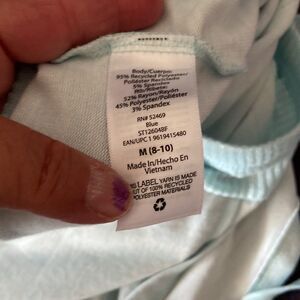 Body/Cuerpo:
95% Recycled Polyester/
Poliéster Reciclado
5% Spandex
Rib/Ribete:
52% Rayon/Rayón
45% Polyester/Poliéster
3% Spandex
RN# 52469
Blue
ST126048F
EAN/UPC 1 9619415480
M (8-10)
Made In/Hecho En
Vietnam
LABEL YARN IS MADE
OUT OF 100% RECYCLED
POLYESTER MATERIALS